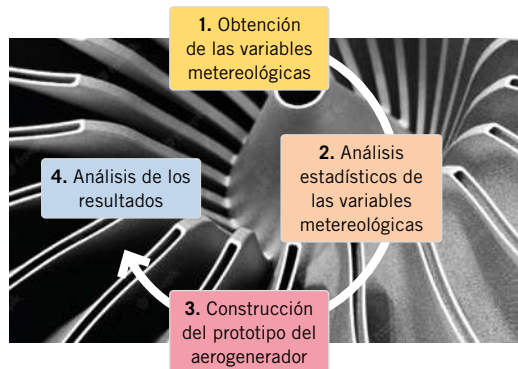 1. Obtención
de las variables
metereológicas
2. Análisis
estadísticos de
las variables
metereológicas
3. Construcción
del prototipo del
aerogenerador
4. Análisis de los
resultados